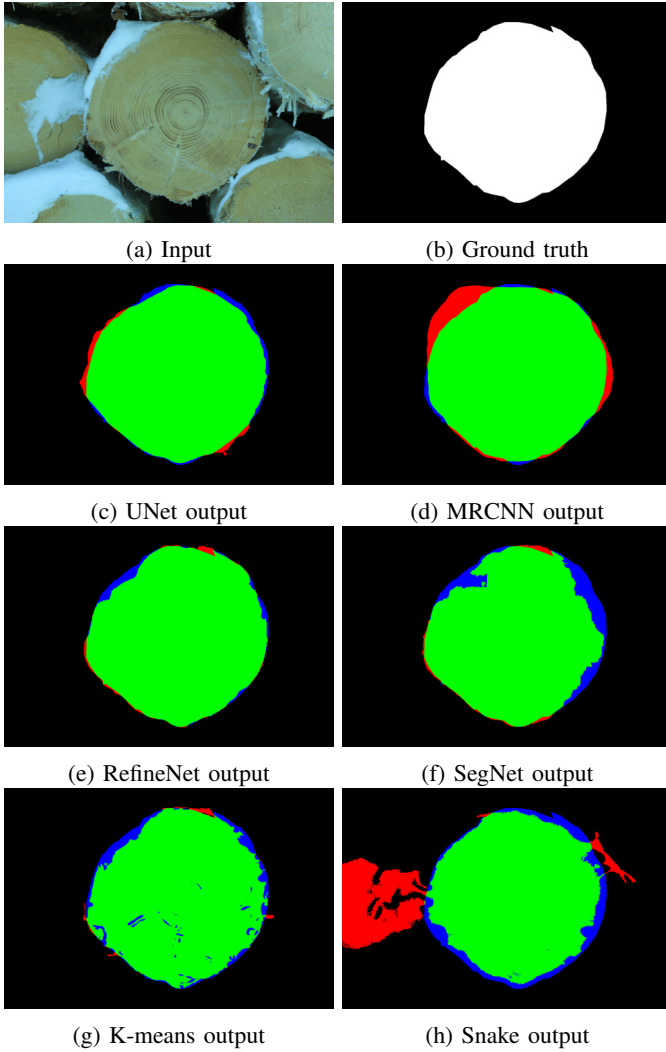 (a) Input
(b) Ground truth
(c) UNet output
(d) MRCNN output
(e) RefineNet output
(f) SegNet output
(g) K-means output
(h) Snake output